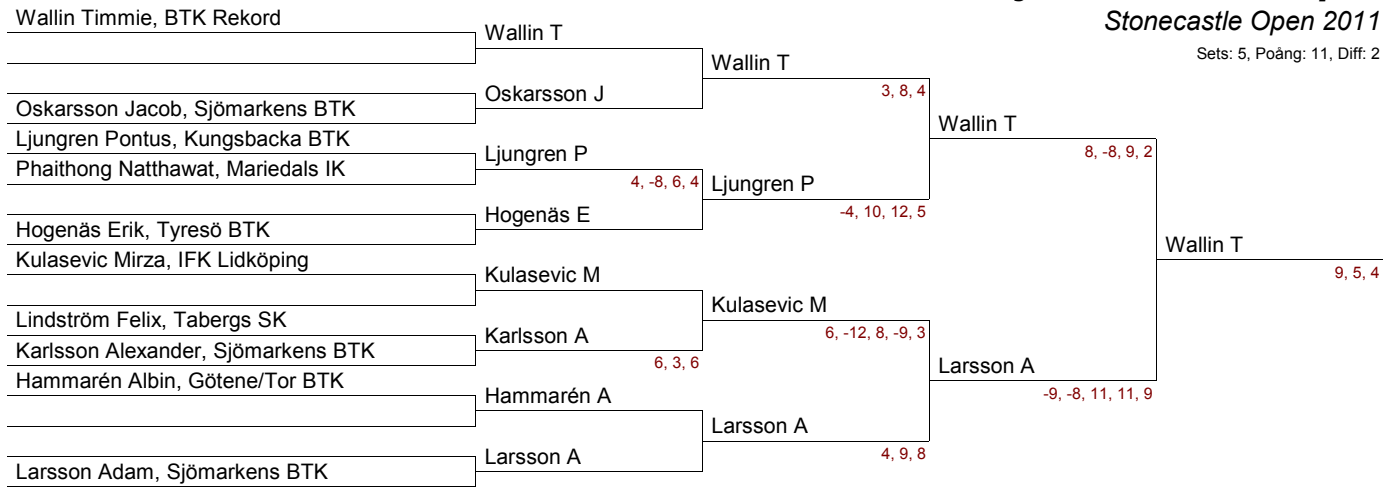 Stonecastle Open 2011
Sets: 5, Poäng: 11, Diff: 2
Wallin Timmie, BTK Rekord
Oskarsson Jacob, Sjömarkens BTK
Ljungren Pontus, Kungsbacka BTK
Phaithong Natthawat, Mariedals IK
Hogenäs Erik, Tyresö BTK
Kulasevic Mirza, IFK Lidköping
Lindström Felix, Tabergs SK
Karlsson Alexander, Sjömarkens BTK
Hammarén Albin, Götene/Tor BTK
Larsson Adam, Sjömarkens BTK
Wallin T
Oskarsson J
Ljungren P
4, -8, 6, 4
Hogenäs E
Kulasevic M
Karlsson A
6, 3, 6
Hammarén A
Larsson A
Wallin T
3, 8, 4
Ljungren P
-4, 10, 12, 5
Kulasevic M
6, -12, 8, -9, 3
Larsson A
4, 9, 8
Wallin T
8, -8, 9, 2
Larsson A
-9, -8, 11, 11, 9
Wallin T
9, 5, 4